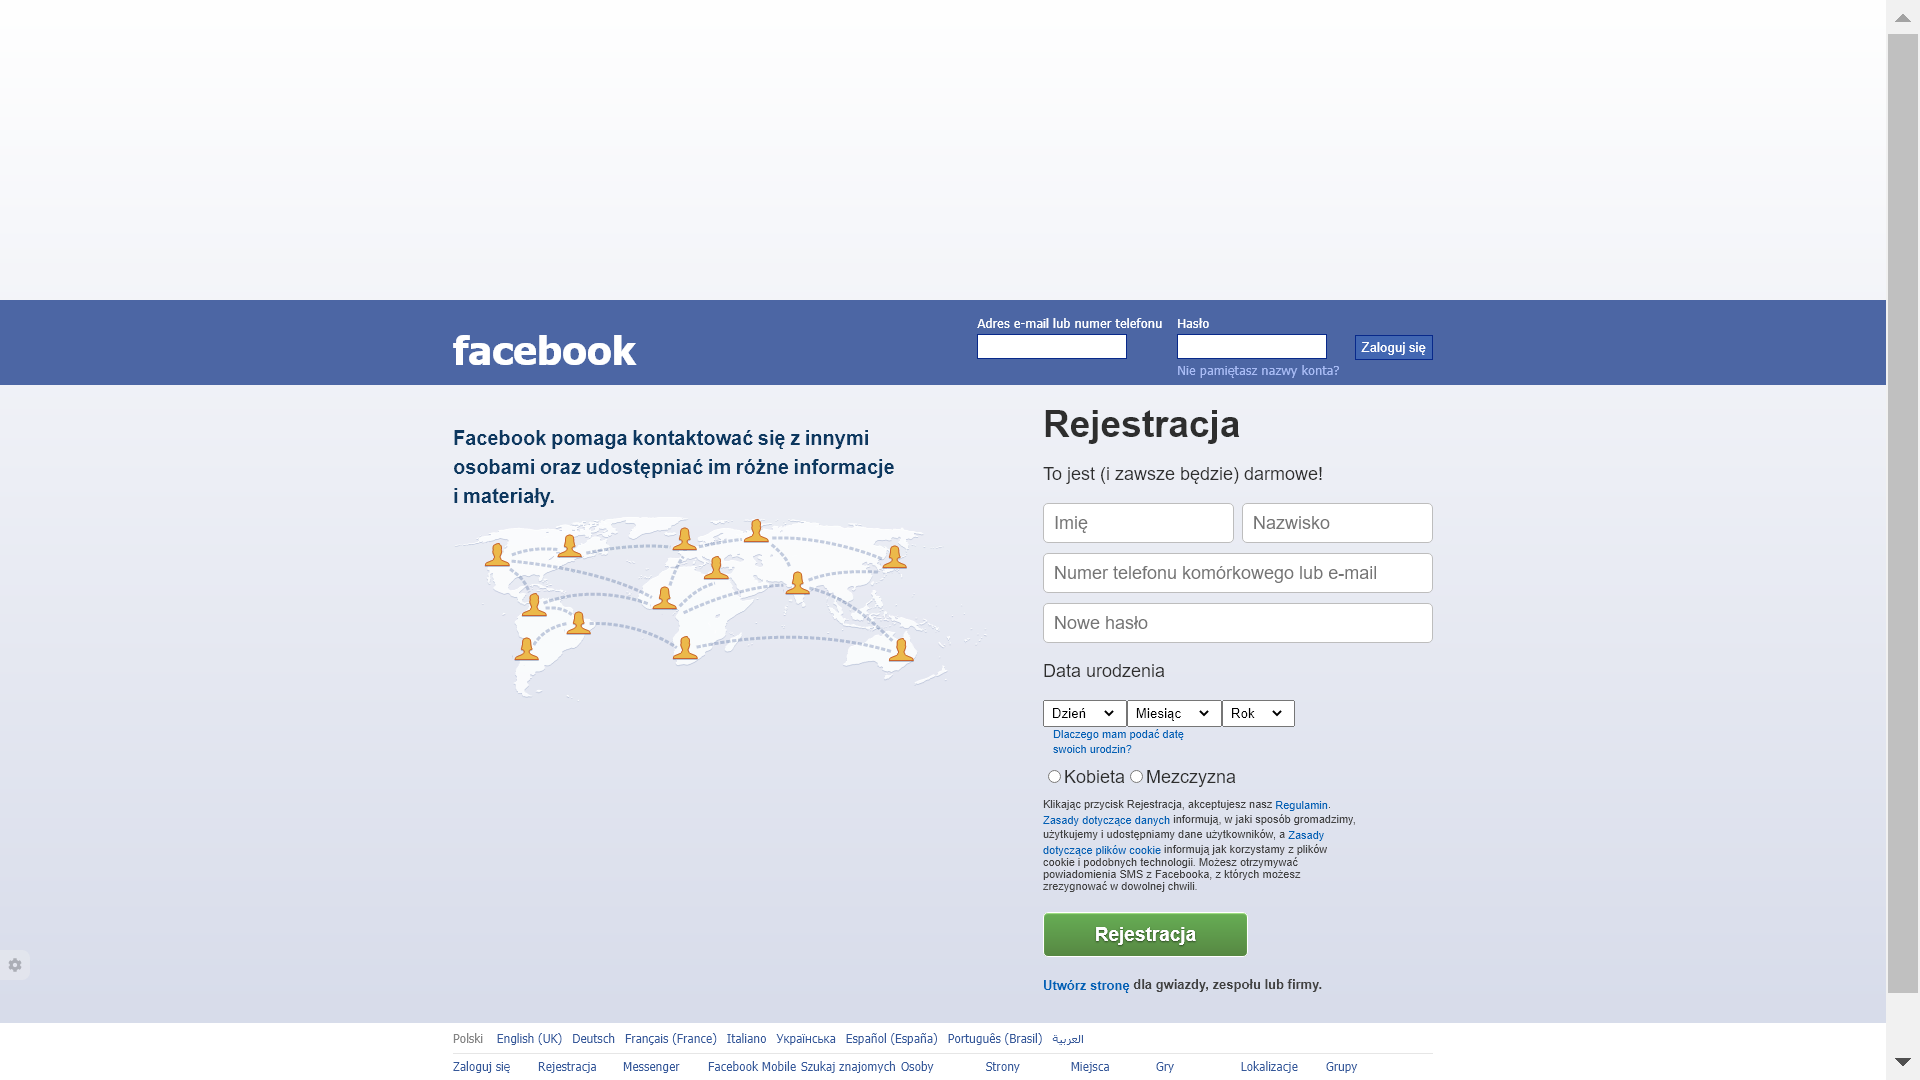 Adres e-mail lub numer telefonu Hasło
facebook
Zaloguj się
Nie pamiętasz nazwy konta?
Facebook pomaga kontaktować się z innymi
osobami oraz udostępniać im różne informacje
i materiały.
Rejestracja
To jest (i zawsze będzie) darmowe!
Imię Nazwisko
Numer telefonu komórkowego lub e-mail
Nowe hasło
Data urodzenia
Dzień Miesiąc Rok
Dlaczego mam podać datę
swoich urodzin?
Kobieta Mezczyzna
Klikając przycisk Rejestracja, akceptujesz nasz Regulamin.
Zasady dotyczące danych informują, w jaki sposób gromadzimy,
użytkujemy i udostępniamy dane użytkowników, a Zasady
dotyczące plików cookie informują jak korzystamy z plików
cookie i podobnych technologii. Możesz otrzymywać
powiadomienia SMS z Facebooka, z których możesz
zrezygnować w dowolnej chwili.
Rejestracja
Utwórz stronę dla gwiazdy, zespołu lub firmy.
Polski English (UK) Deutsch Français (France) Italiano Українська Español (España) Português (Brasil) العربية
Zaloguj się Rejestracja Messenger Facebook Mobile Szukaj znajomych Osoby Strony Miejsca Gry Lokalizacje Grupy